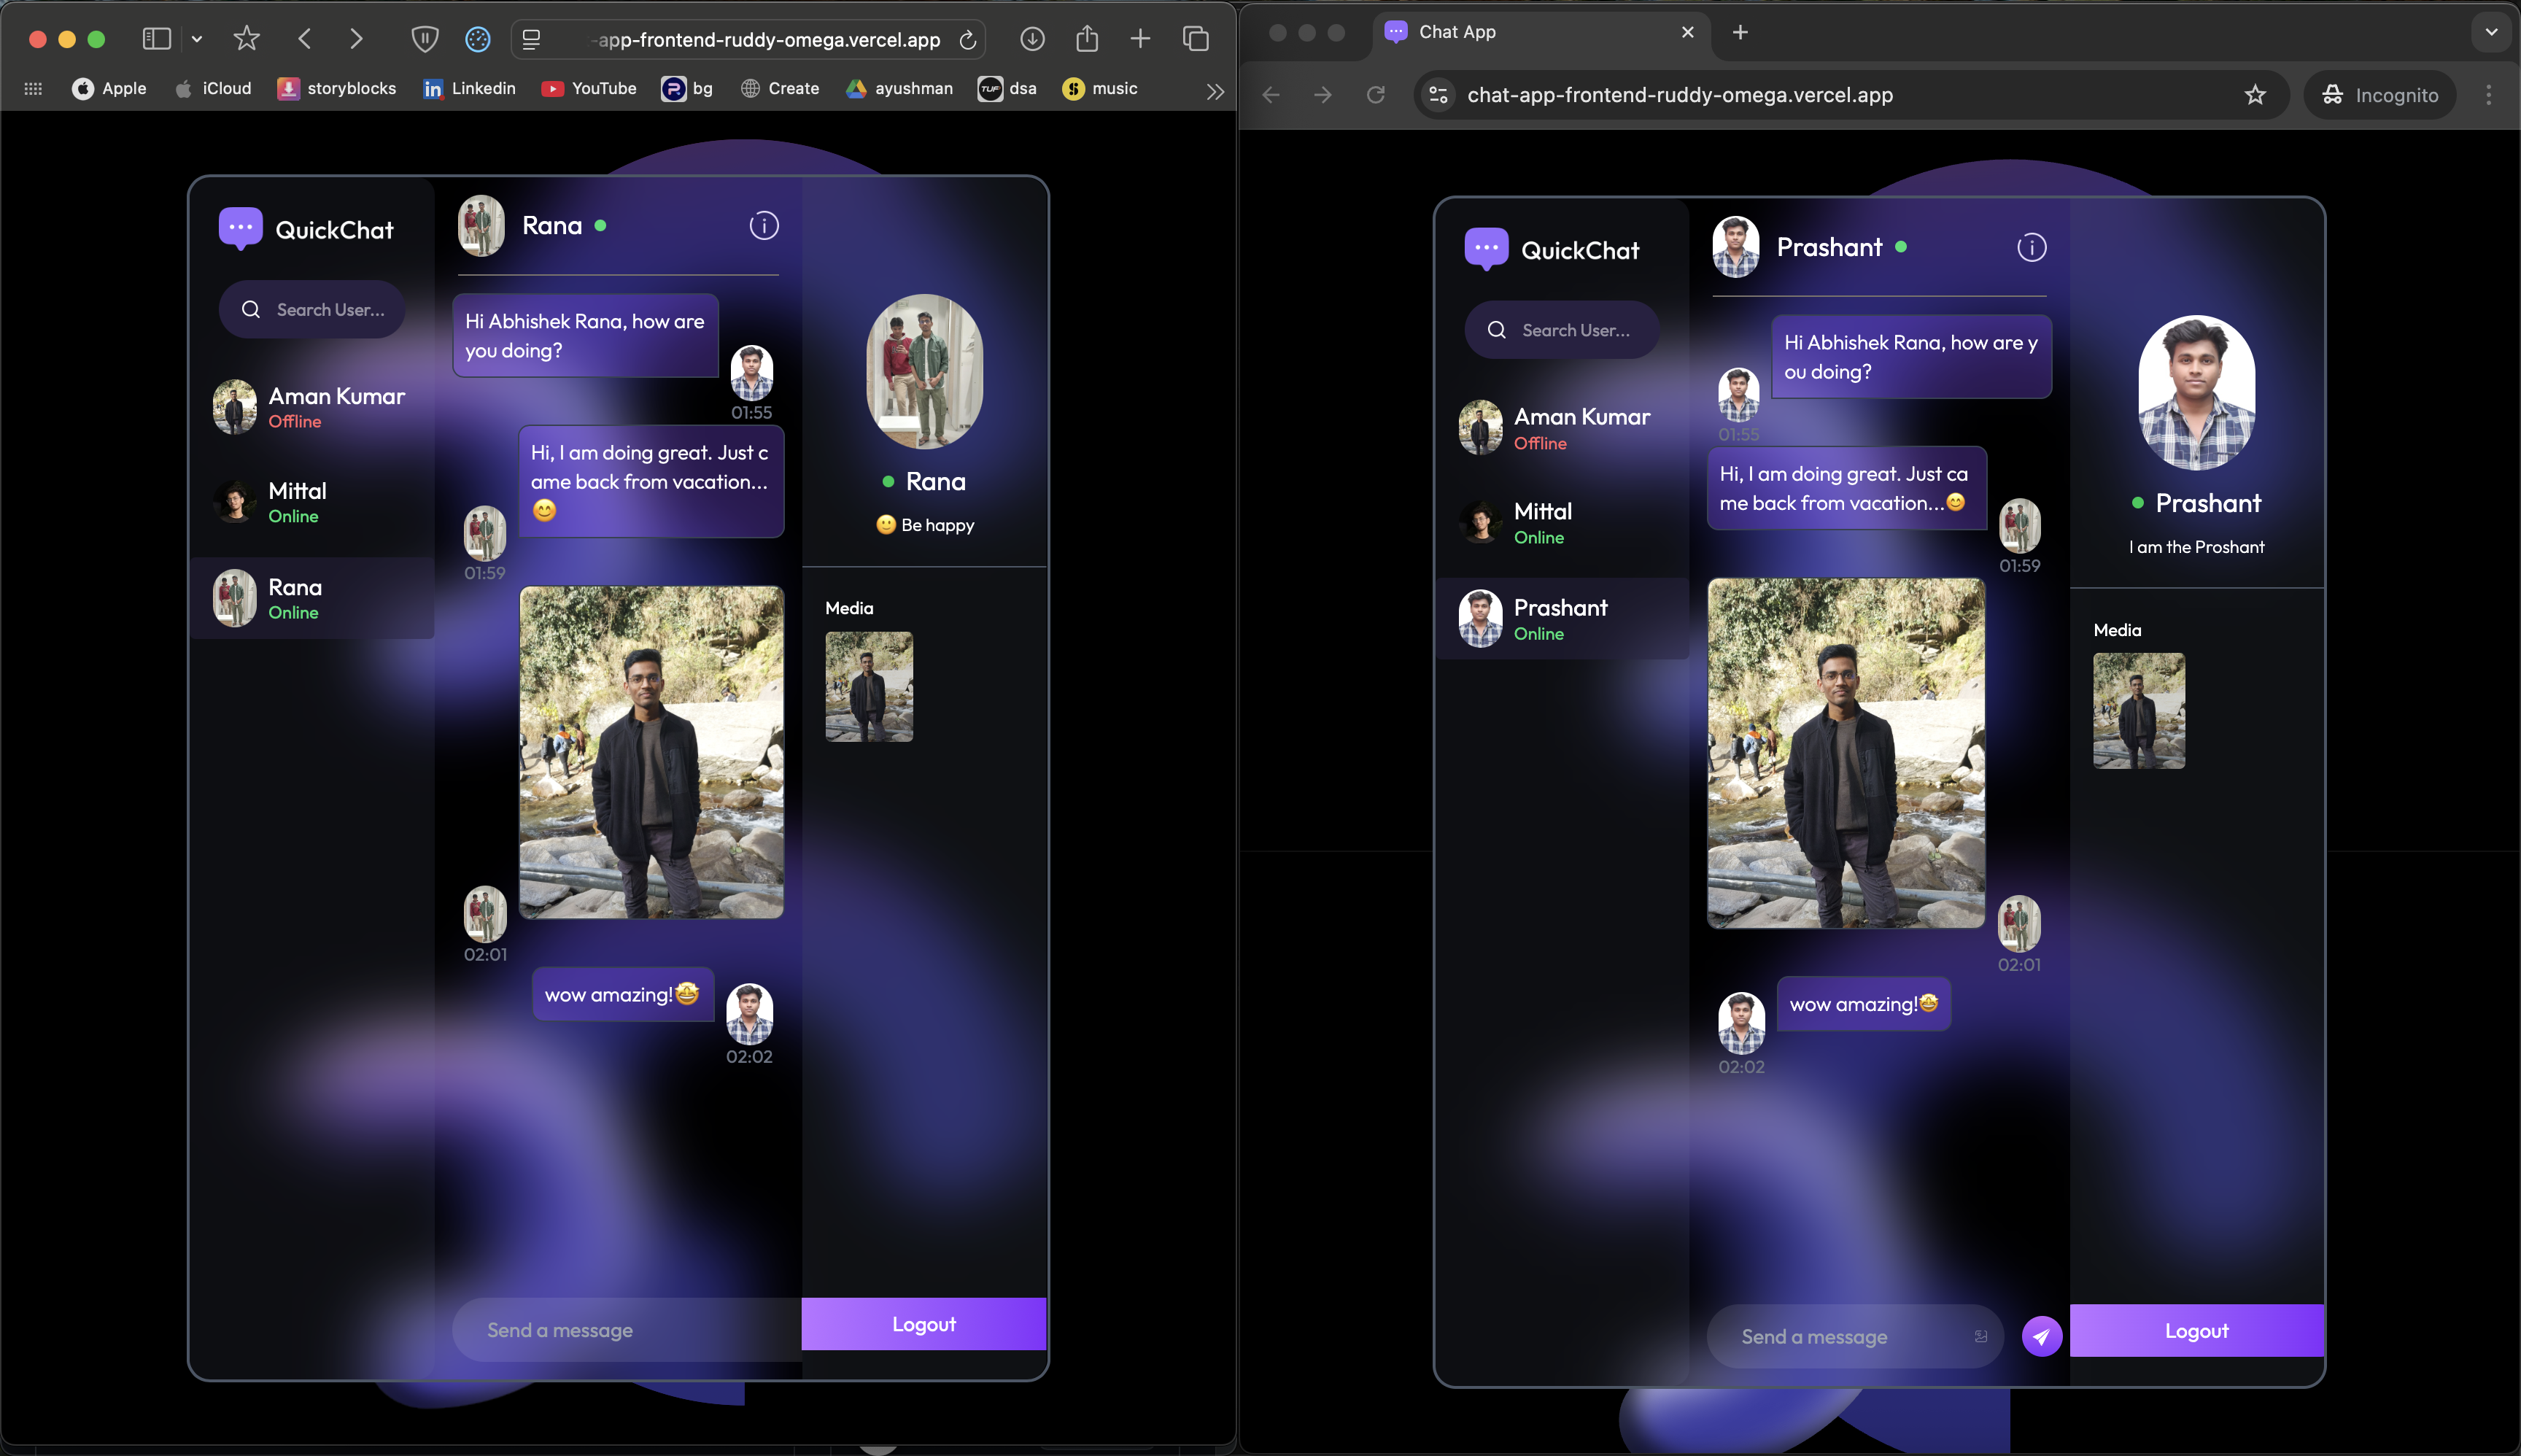 -app-frontend-ruddy-omega.vercel.app
Apple
iCloud
storyblocks
Linkedin
YouTube
bg
Create
ayushman
TUF
dsa
music
QuickChat
Search User...
Aman Kumar
Offline
Mittal
Online
Rana
Online
Rana
Hi Abhishek Rana, how are
you doing?
01:55
Hi, I am doing great. Just c
ame back from vacation...
😊
01:59
02:01
wow amazing!🤩
02:02
Send a message
Rana
🙂 Be happy
Media
Logout
Chat App
chat-app-frontend-ruddy-omega.vercel.app
Incognito
QuickChat
Search User...
Aman Kumar
Offline
Mittal
Online
Prashant
Online
Prashant
Hi Abhishek Rana, how are y
ou doing?
01:55
Hi, I am doing great. Just ca
me back from vacation...😊
01:59
02:01
wow amazing!🤩
02:02
Send a message
Prashant
I am the Proshant
Media
Logout